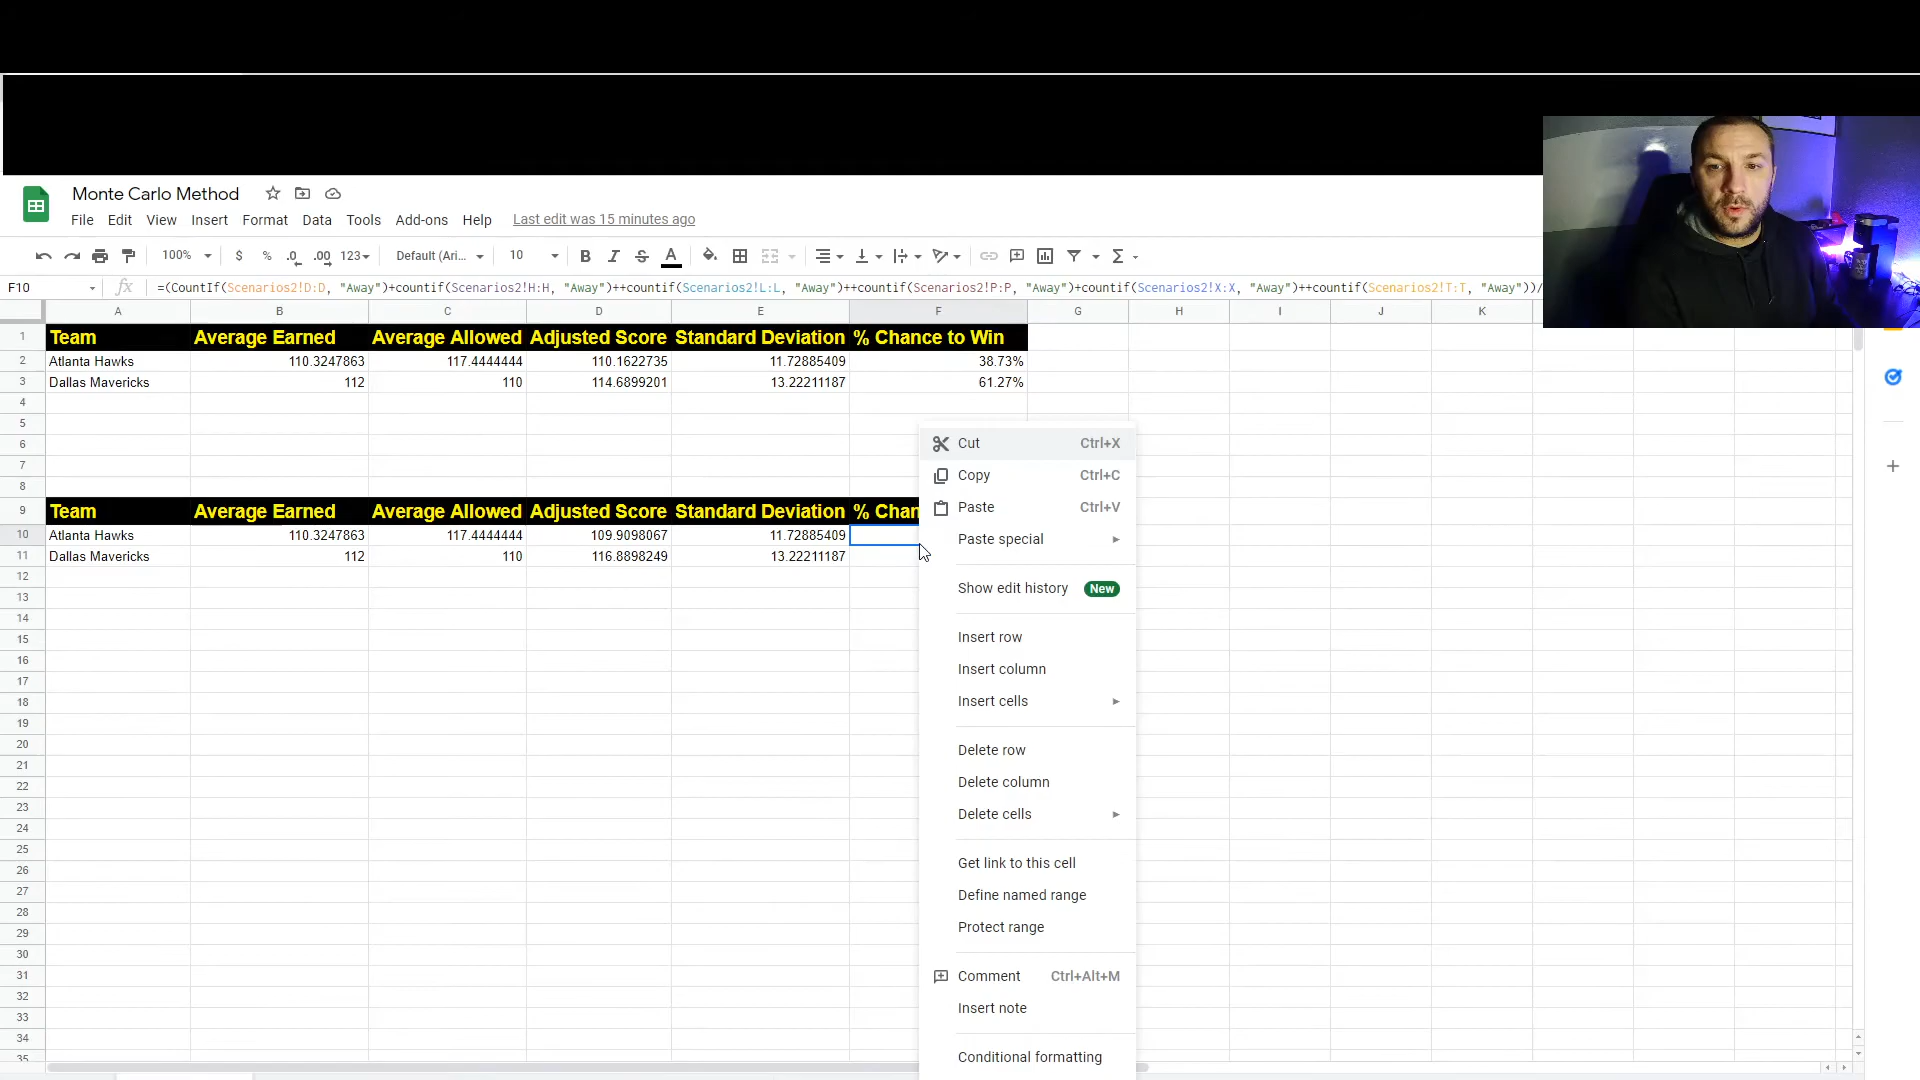 Monte Carlo Method
File Edit View Insert Format Data Tools Add-ons Help Last edit was 15 minutes ago
100% $ % .0 .00 123 Default (Ari... 10 B I S A Σ
F10 fx =(CountIf(Scenarios2!D:D, "Away")+countif(Scenarios2!H:H, "Away")++countif(Scenarios2!L:L, "Away")++countif(Scenarios2!P:P, "Away")+countif(Scenarios2!X:X, "Away")++countif(Scenarios2!T:T, "Away"))/
A B C D E F G H I J K
1 Team Average Earned Average Allowed Adjusted Score Standard Deviation % Chance to Win
2 Atlanta Hawks 110.3247863 117.4444444 110.1622735 11.72885409 38.73%
3 Dallas Mavericks 112 110 114.6899201 13.22211187 61.27%
4
5
6
7
8
9 Team Average Earned Average Allowed Adjusted Score Standard Deviation % Chan
10 Atlanta Hawks 110.3247863 117.4444444 109.9098067 11.72885409
11 Dallas Mavericks 112 110 116.8898249 13.22211187
12
13
14
15
16
17
18
19
20
21
22
23
24
25
26
27
28
29
30
31
32
33
34
35
Cut Ctrl+X
Copy Ctrl+C
Paste Ctrl+V
Paste special
Show edit history New
Insert row
Insert column
Insert cells
Delete row
Delete column
Delete cells
Get link to this cell
Define named range
Protect range
Comment Ctrl+Alt+M
Insert note
Conditional formatting